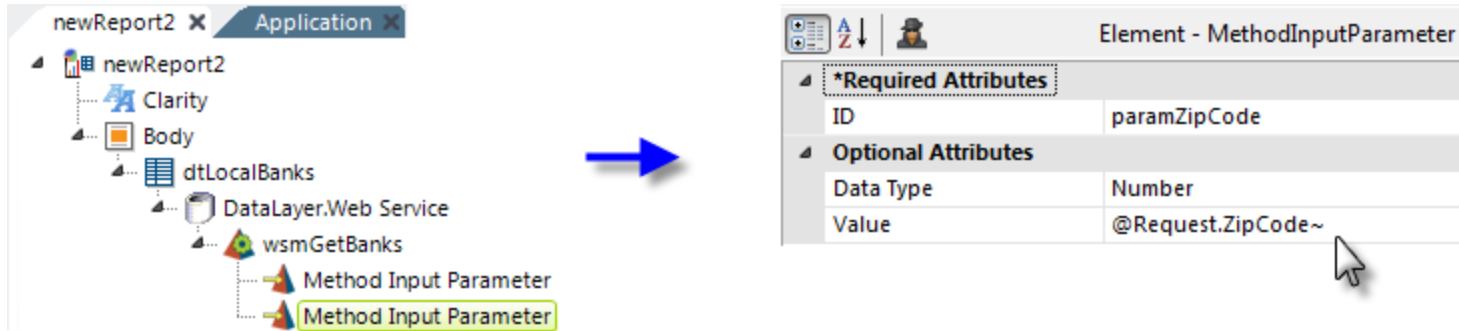 newReport2
Application
newReport2
Clarity
Body
dtLocalBanks
DataLayer.Web Service
wsmGetBanks
Method Input Parameter
Method Input Parameter
A
Z
Element - MethodInputParameter
*Required Attributes
ID paramZipCode
Optional Attributes
Data Type Number
Value @Request.ZipCode~